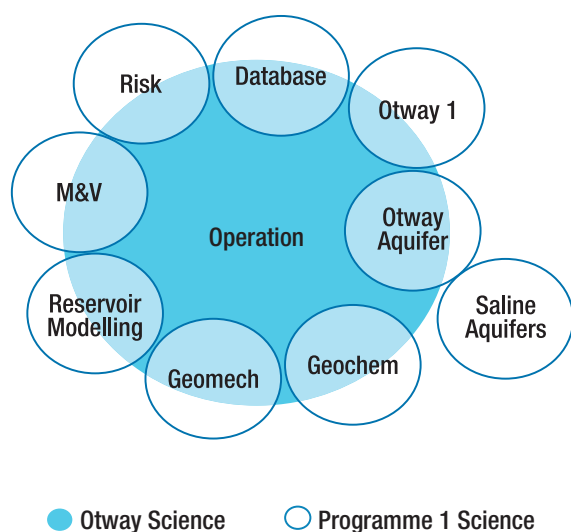 Risk
Database
Otway 1
M&V
Operation
Otway
Aquifer
Reservoir
Modelling
Saline
Aquifers
Geomech
Geochem
Otway Science
Programme 1 Science